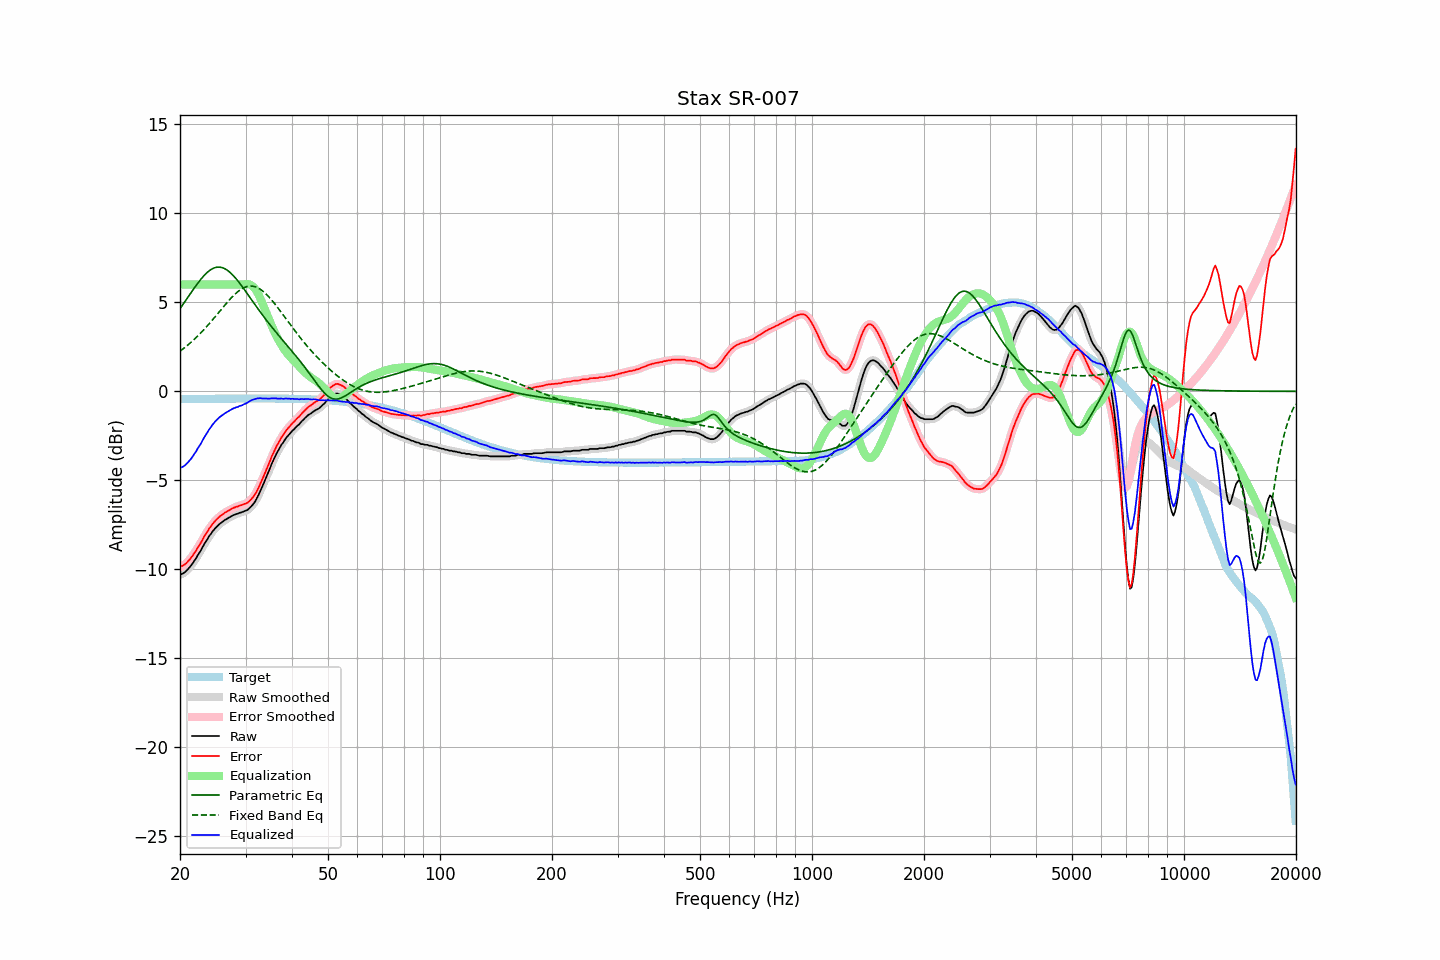 Stax SR-007
15
10
5
0
−5
−10
−15
−20
−25
Amplitude (dBr)
Target
Raw Smoothed
Error Smoothed
Raw
Error
Equalization
Parametric Eq
Fixed Band Eq
Equalized
20 50 100 200 500 1000 2000 5000 10000 20000
Frequency (Hz)